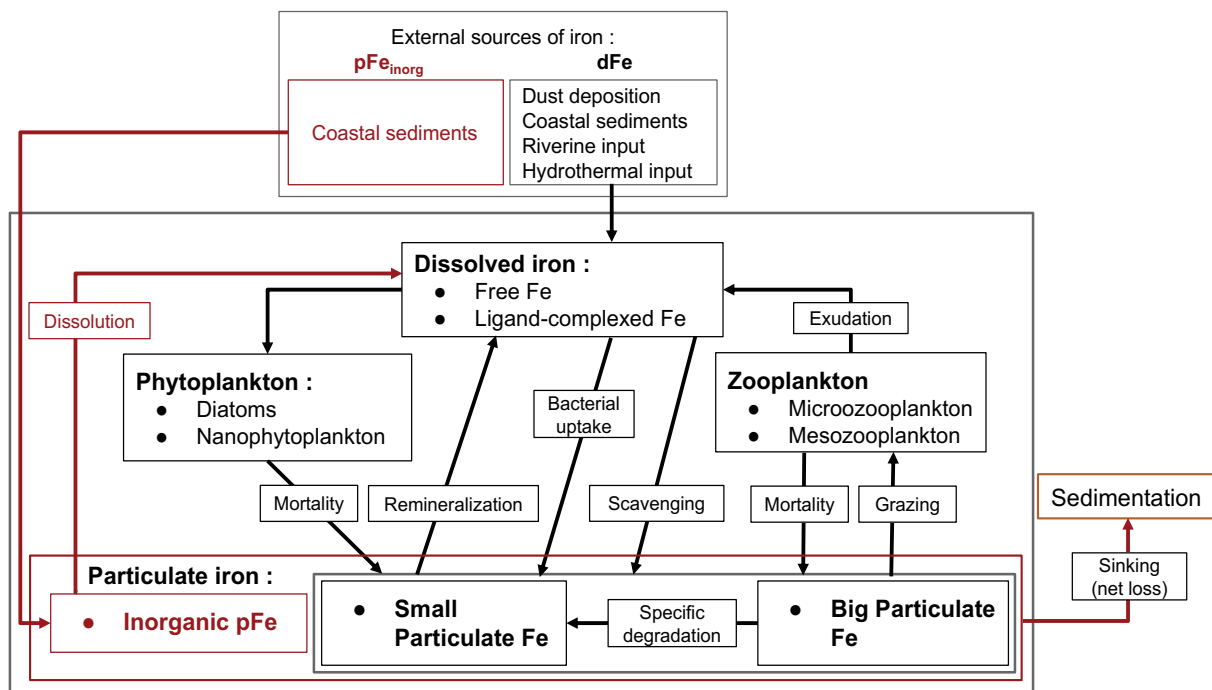 External sources of iron :
pFeinorg
dFe
Coastal sediments
Dust deposition
Coastal sediments
Riverine input
Hydrothermal input
Dissolved iron :
● Free Fe
● Ligand-complexed Fe
Dissolution
Exudation
Phytoplankton :
● Diatoms
● Nanophytoplankton
Zooplankton
● Microozooplankton
● Mesozooplankton
Bacterial
uptake
Mortality
Remineralization
Scavenging
Mortality
Grazing
Sedimentation
Sinking
(net loss)
Particulate iron :
● Inorganic pFe
● Small
Particulate Fe
Specific
degradation
● Big Particulate
Fe